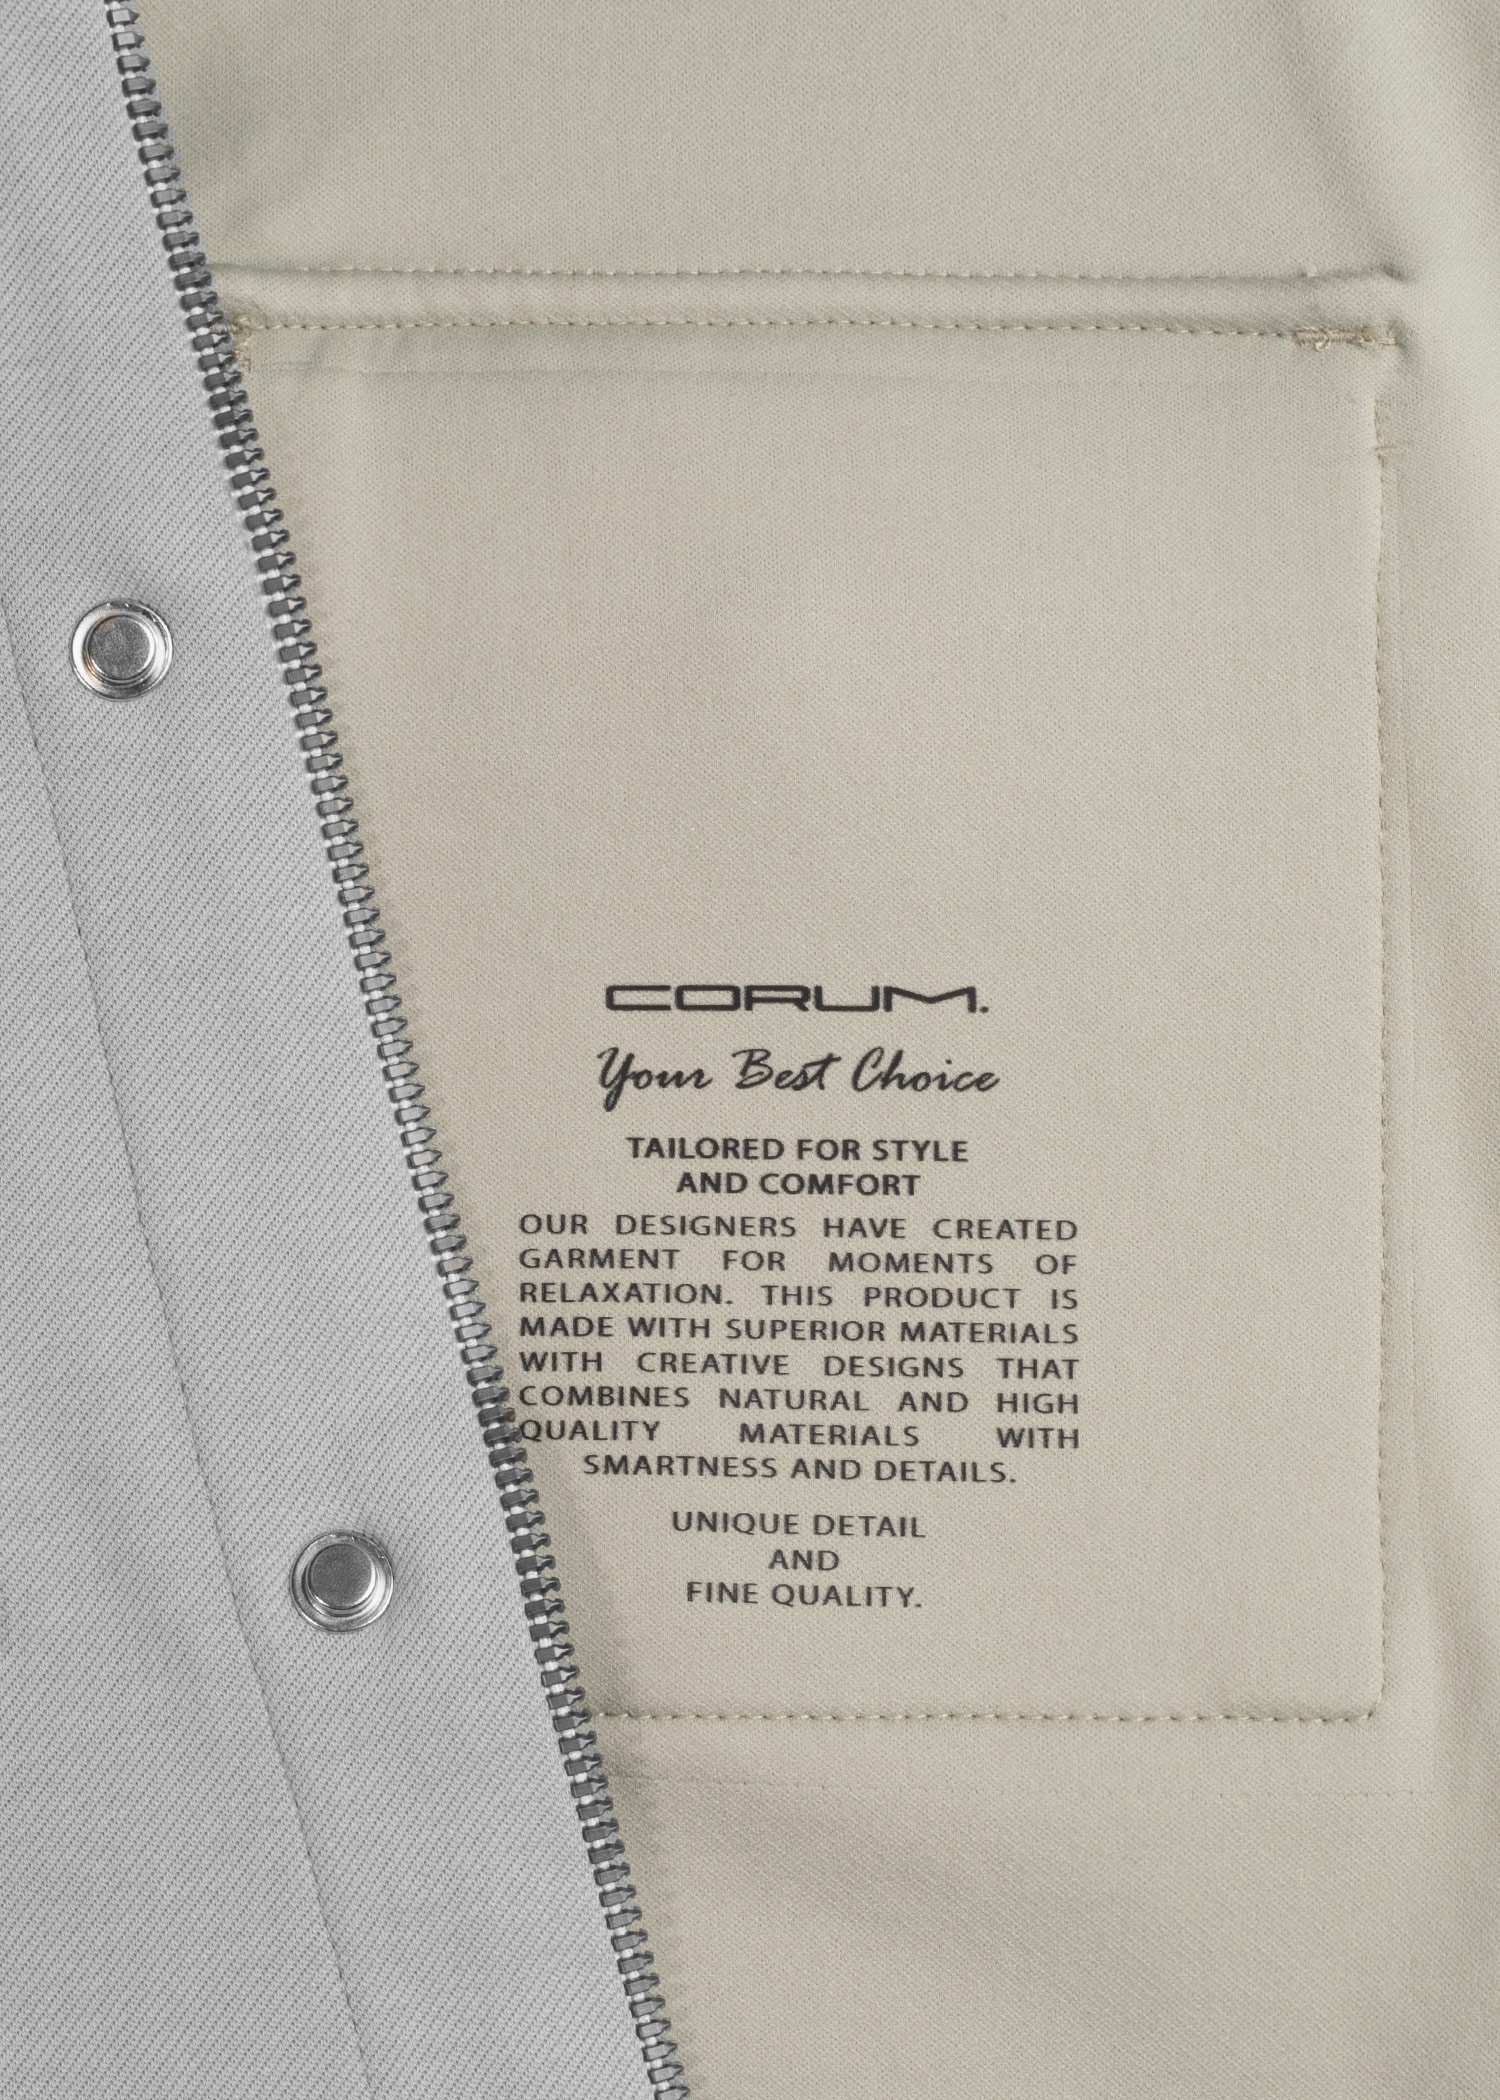 CORUM.
Your Best Choice
TAILORED FOR STYLE
AND COMFORT
OUR DESIGNERS HAVE CREATED
GARMENT FOR MOMENTS OF
RELAXATION. THIS PRODUCT IS
MADE WITH SUPERIOR MATERIALS
WITH CREATIVE DESIGNS THAT
COMBINES NATURAL AND HIGH
QUALITY MATERIALS WITH
SMARTNESS AND DETAILS.
UNIQUE DETAIL
AND
FINE QUALITY.